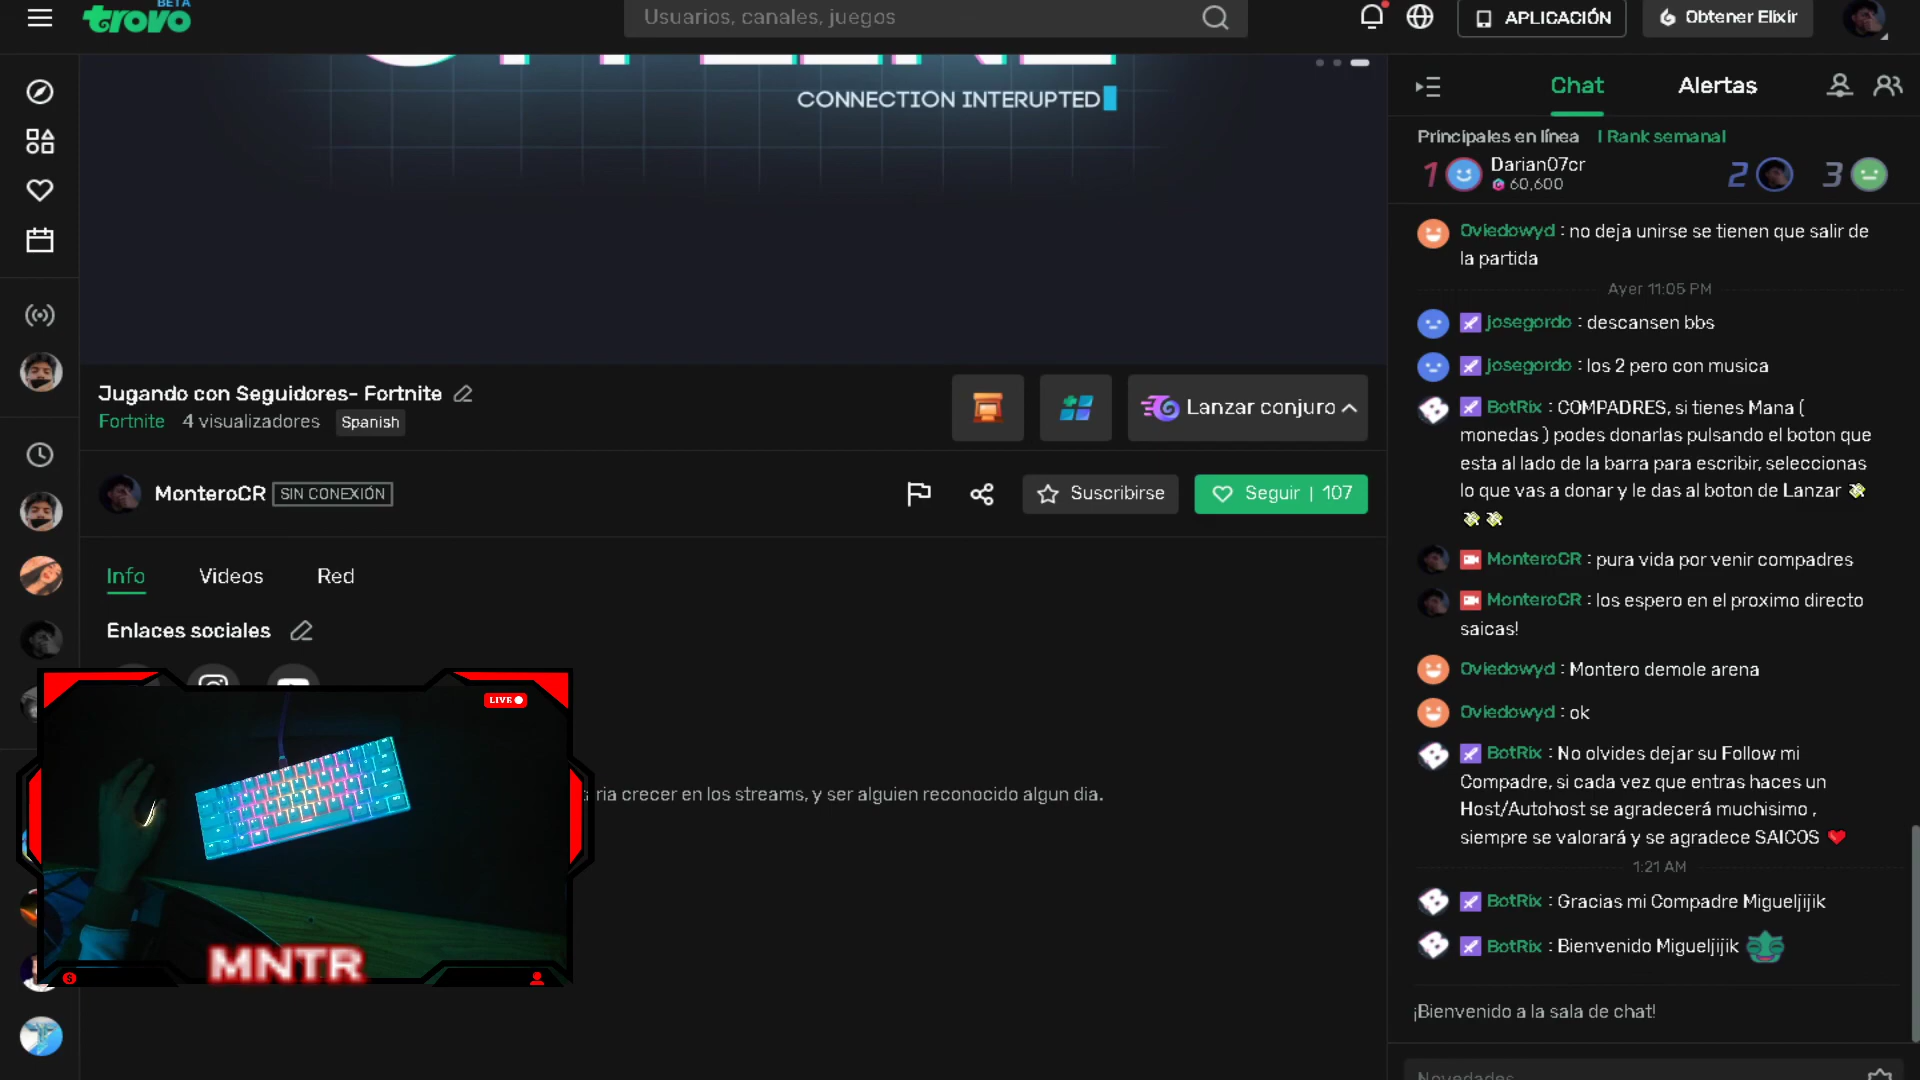 trovo
BETA
Usuarios, canales, juegos
APLICACIÓN
Obtener Elixir
CONNECTION INTERUPTED
Jugando con Seguidores- Fortnite
Fortnite 4 visualizadores Spanish
Lanzar conjuro
MonteroCR SIN CONEXIÓN
Suscribirse
Seguir | 107
Info Videos Red
Enlaces sociales
LIVE
ria crecer en los streams, y ser alguien reconocido algun dia.
MNTR
Chat Alertas
Principales en línea | Rank semanal
1 Darian07cr 2 3
60,600
Oviedowyd : no deja unirse se tienen que salir de
la partida
Ayer 11:05 PM
josegordo : descansen bbs
josegordo : los 2 pero con musica
BotRix : COMPADRES, si tienes Mana (
monedas ) podes donarlas pulsando el boton que
esta al lado de la barra para escribir, seleccionas
lo que vas a donar y le das al boton de Lanzar
MonteroCR : pura vida por venir compadres
MonteroCR : los espero en el proximo directo
saicas!
Oviedowyd : Montero demole arena
Oviedowyd : ok
BotRix : No olvides dejar su Follow mi
Compadre, si cada vez que entras haces un
Host/Autohost se agradecerá muchisimo ,
siempre se valorará y se agradece SAICOS
1:21 AM
BotRix : Gracias mi Compadre Migueljijik
BotRix : Bienvenido Migueljijik
¡Bienvenido a la sala de chat!
Novedades